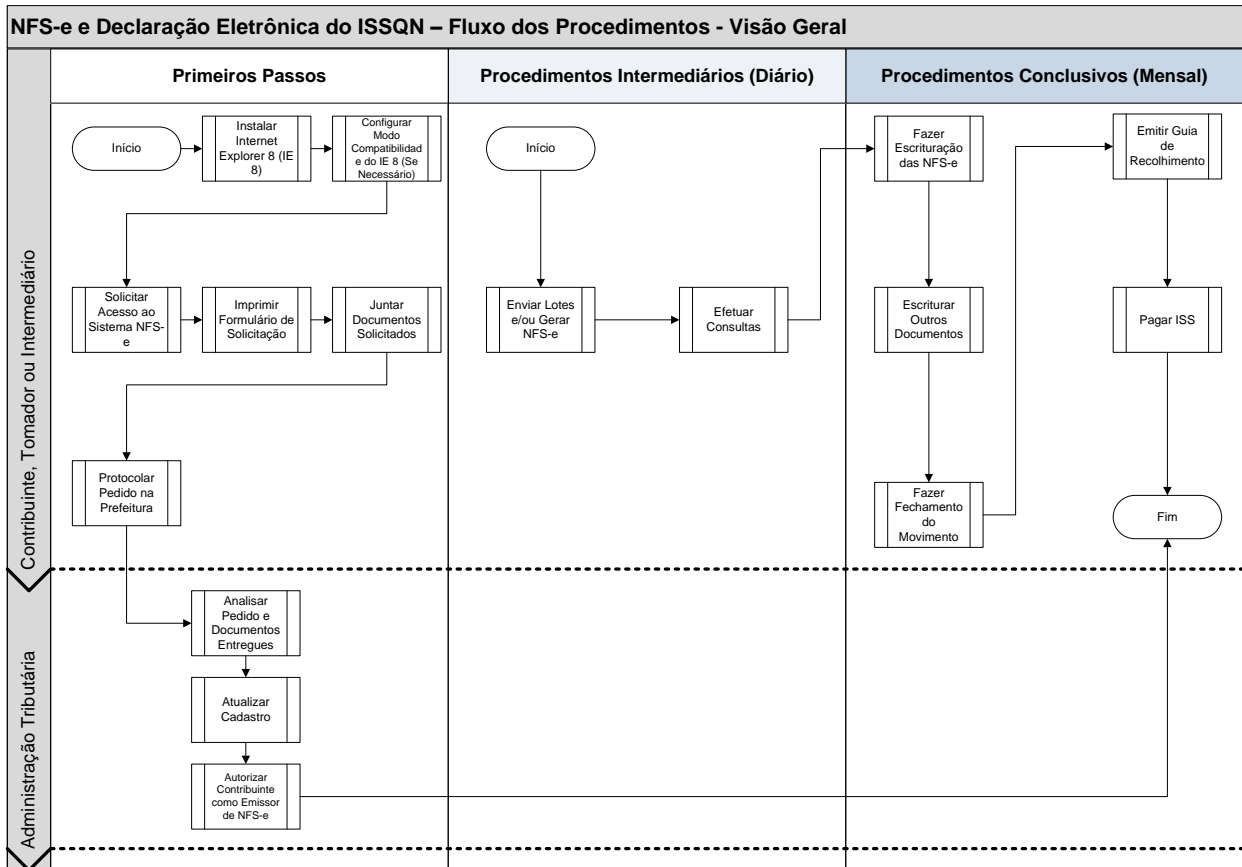 NFS-e e Declaração Eletrônica do ISSQN – Fluxo dos Procedimentos - Visão Geral
Contribuinte, Tomador ou Intermediário
Primeiros Passos
Início
Instalar
Internet
Explorer 8 (IE
8)
Configurar
Modo
Compatibilidad
e do IE 8 (Se
Necessário)
Solicitar
Acesso ao
Sistema NFS-
e
Imprimir
Formulário de
Solicitação
Juntar
Documentos
Solicitados
Protocolar
Pedido na
Prefeitura
Procedimentos Intermediários (Diário)
Início
Enviar Lotes
e/ou Gerar
NFS-e
Efetuar
Consultas
Procedimentos Conclusivos (Mensal)
Fazer
Escrituração
das NFS-e
Escriturar
Outros
Documentos
Fazer
Fechamento
do
Movimento
Emitir Guia
de
Recolhimento
Pagar ISS
Fim
Administração Tributária
Analisar
Pedido e
Documentos
Entregues
Atualizar
Cadastro
Autorizar
Contribuinte
como Emissor
de NFS-e